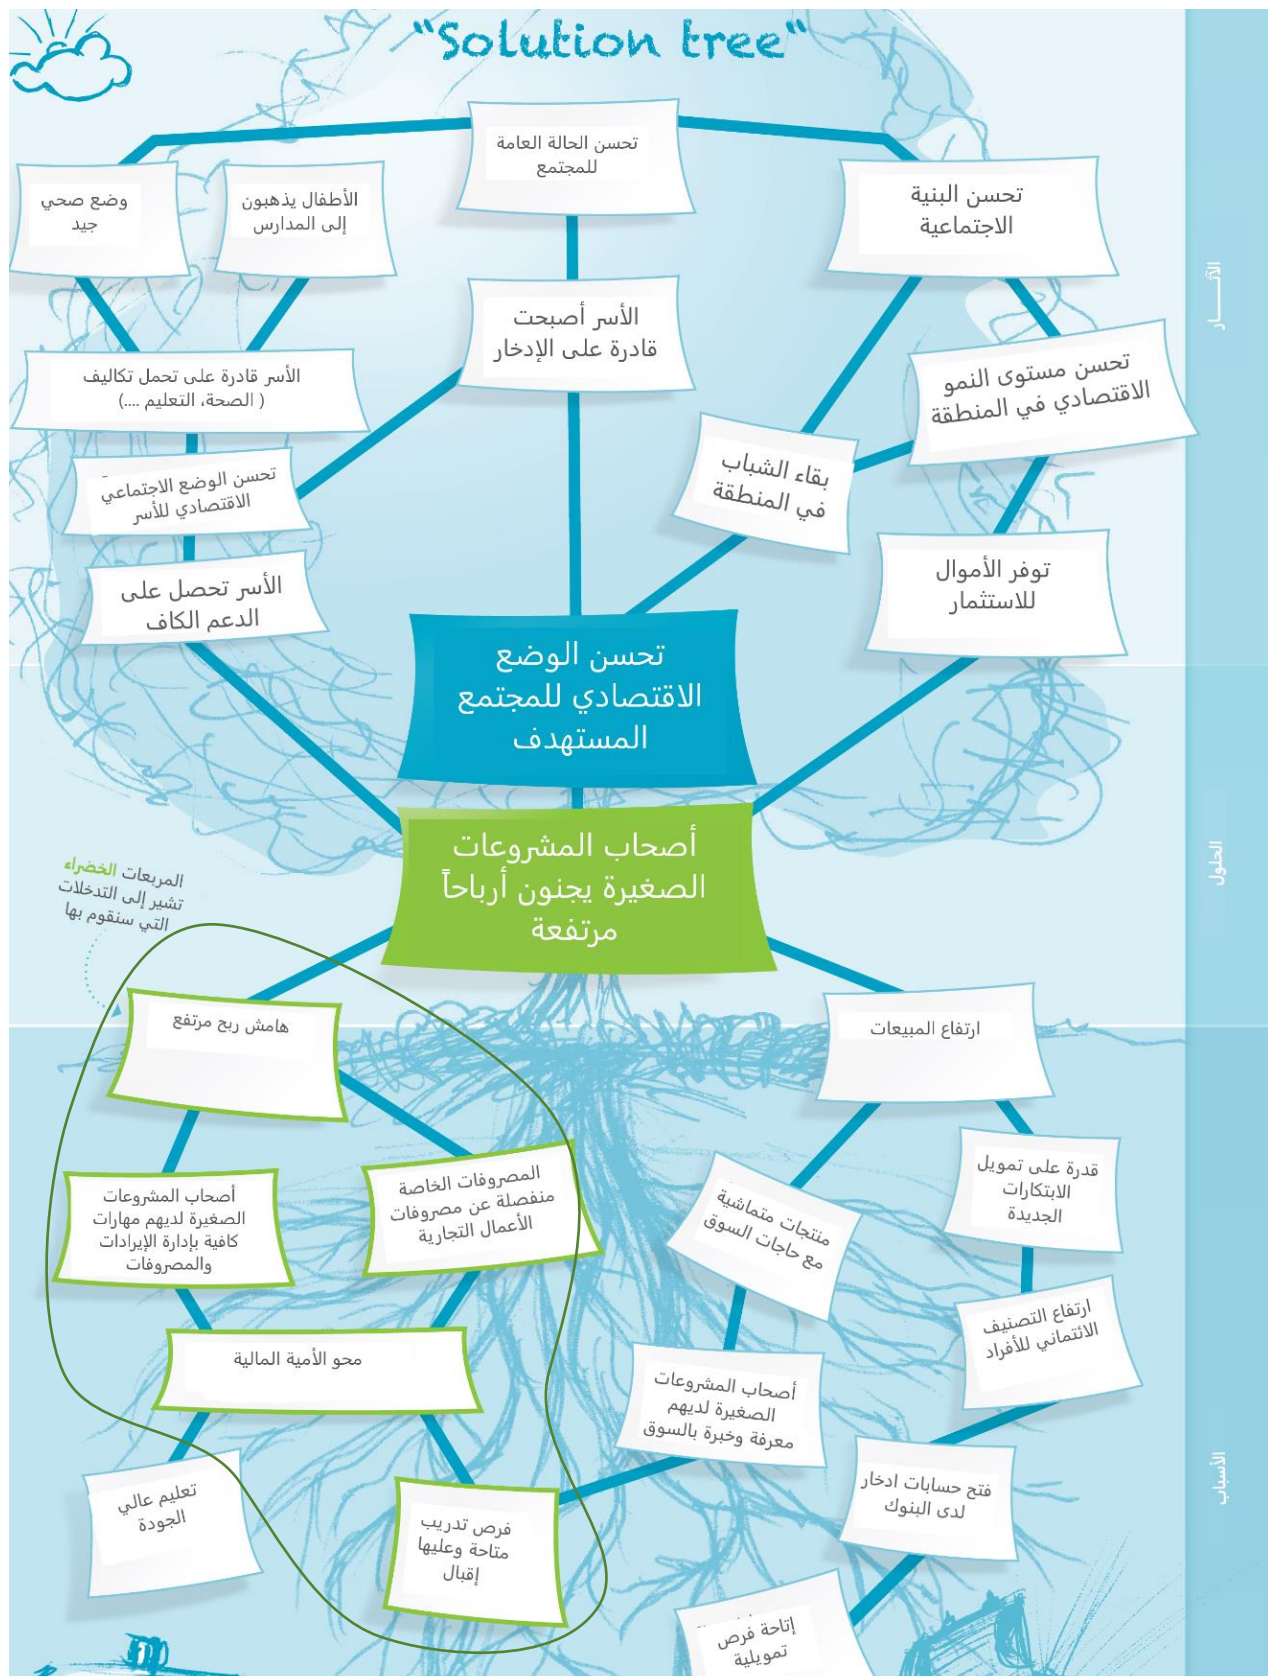 "Solution tree"
تحسن الحالة العامة
للمجتمع
تحسن البنية
الاجتماعية
الأطفال يذهبون
إلى المدارس
وضع صحي
جيد
الآثــــــار
الأسر أصبحت
قادرة على الإدخار
تحسن مستوى النمو
الاقتصادي في المنطقة
الأسر قادرة على تحمل تكاليف
( الصحة، التعليم ....)
بقاء الشباب
في المنطقة
تحسن الوضع الاجتماعي
الاقتصادي للأسر
توفر الأموال
للاستثمار
الأسر تحصل على
الدعم الكاف
تحسن الوضع
الاقتصادي للمجتمع
المستهدف
أصحاب المشروعات
الصغيرة يجنون أرباحاً
مرتفعة
الحلول
المربعات الخضراء
تشير إلى التدخلات
التي سنقوم بها
ارتفاع المبيعات
هامش ربح مرتفع
قدرة على تمويل
الابتكارات
الجديدة
منتجات متماشية
مع حاجات السوق
المصروفات الخاصة
منفصلة عن مصروفات
الأعمال التجارية
أصحاب المشروعات
الصغيرة لديهم مهارات
كافية بإدارة الإيرادات
والمصروفات
ارتفاع التصنيف
الائتماني للأفراد
أصحاب المشروعات
الصغيرة لديهم
معرفة وخبرة بالسوق
محو الأمية المالية
الأسباب
فتح حسابات ادخار
لدى البنوك
فرص تدريب
متاحة وعليها
إقبال
تعليم عالي
الجودة
إتاحة فرص
تمويلية